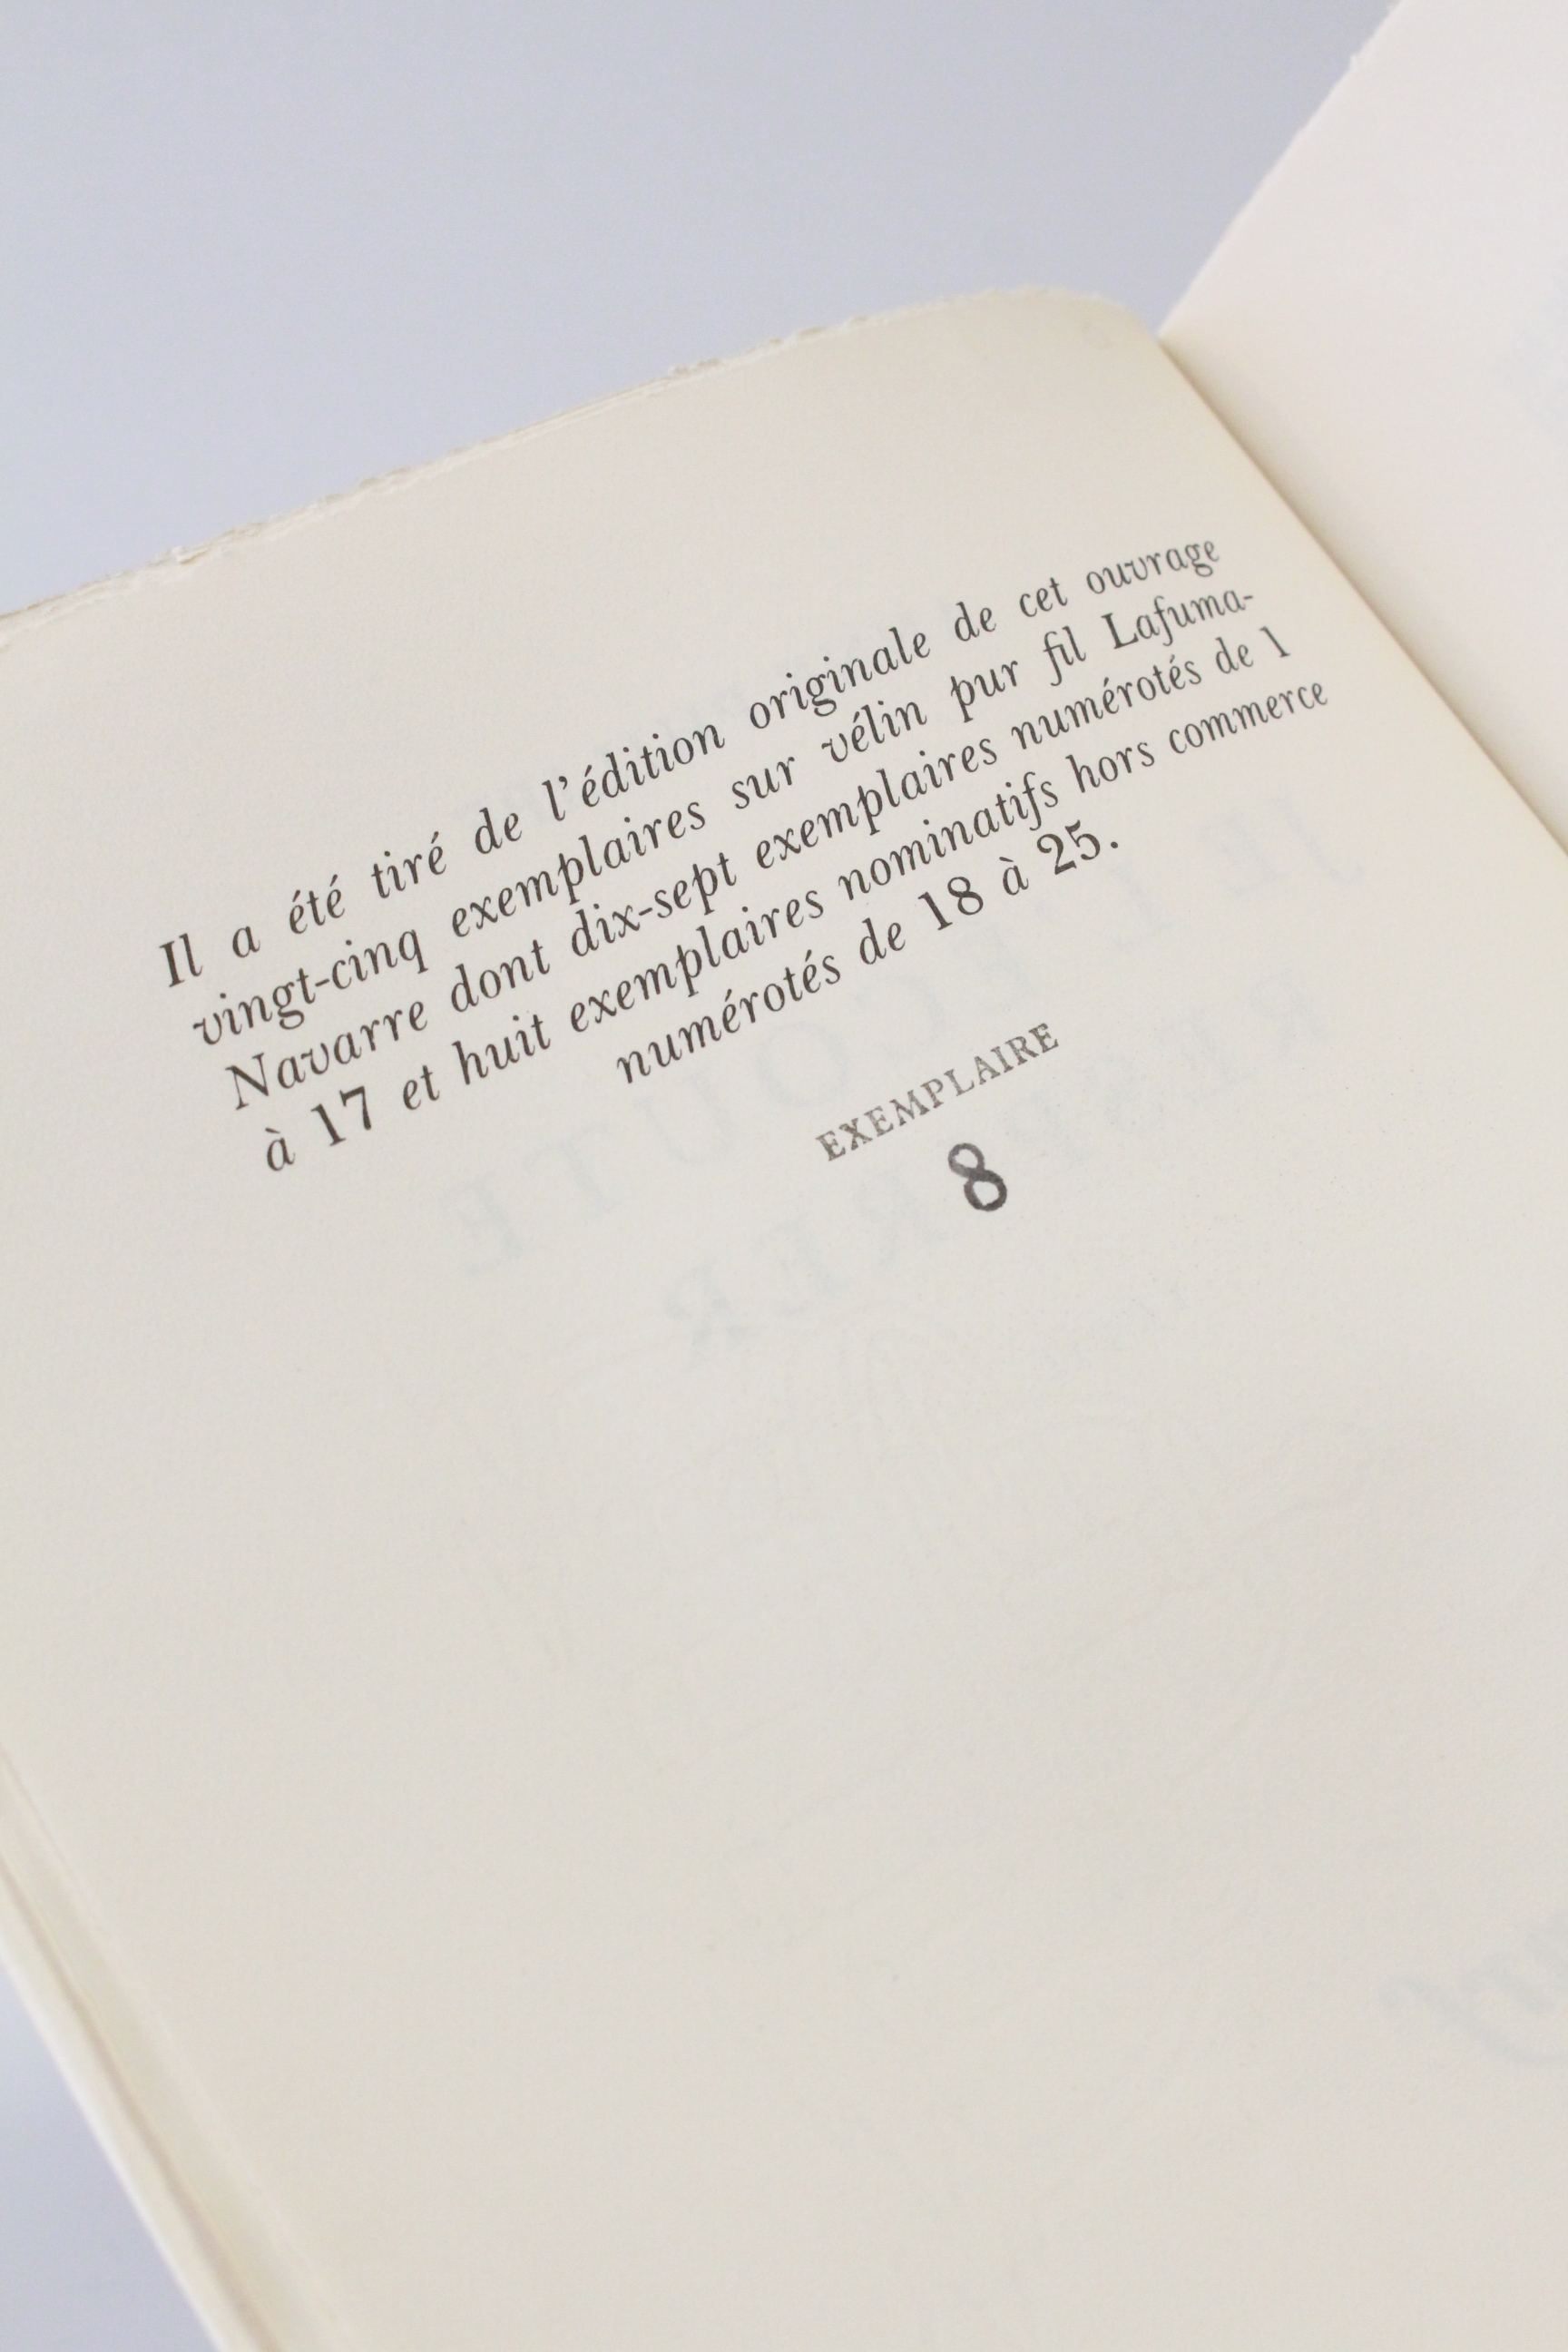 Il a été tiré de l'édition originale de cet ouvrage
vingt-cinq exemplaires sur vélin pur fil Lafuma-
Navarre dont dix-sept exemplaires numérotés de 1
à 17 et huit exemplaires nominatifs hors commerce
numérotés de 18 à 25.
EXEMPLAIRE
8